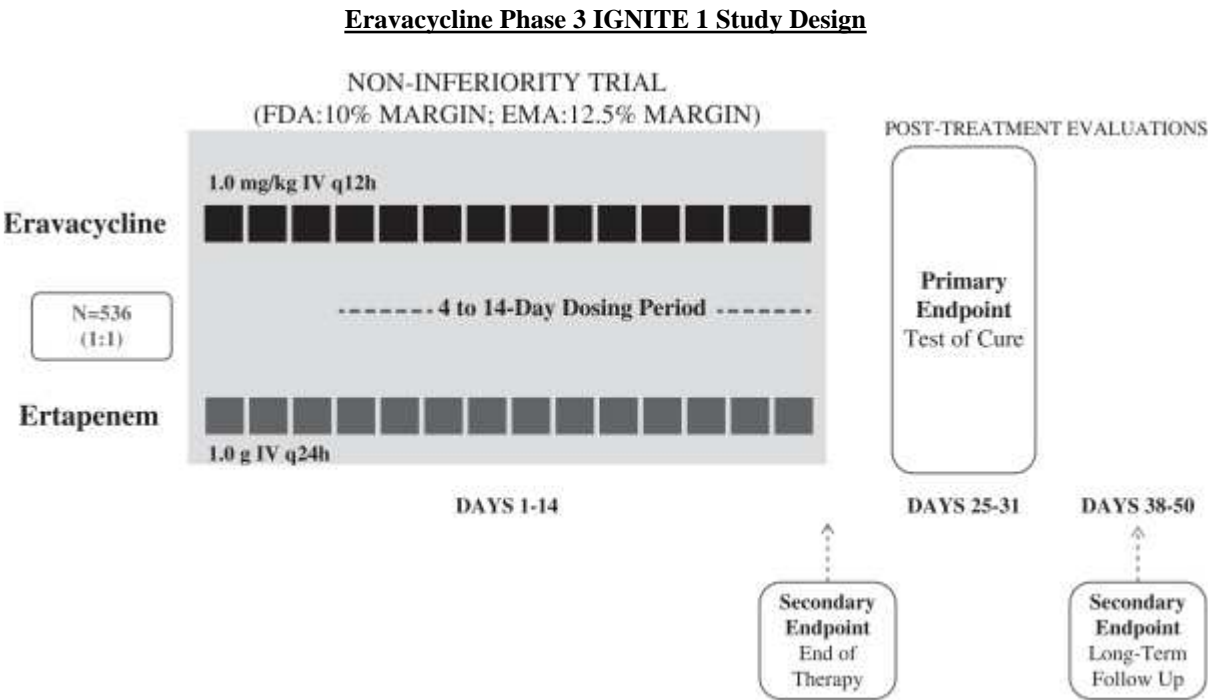 Eravacycline Phase 3 IGNITE 1 Study Design
NON-INFERIORITY TRIAL
(FDA:10% MARGIN; EMA:12.5% MARGIN)
POST-TREATMENT EVALUATIONS
1.0 mg/kg IV q12h
Eravacycline
N=536
(1:1)
4 to 14-Day Dosing Period
Primary
Endpoint
Test of Cure
Ertapenem
1.0 g IV q24h
DAYS 1-14
DAYS 25-31
DAYS 38-50
Secondary
Endpoint
End of
Therapy
Secondary
Endpoint
Long-Term
Follow Up